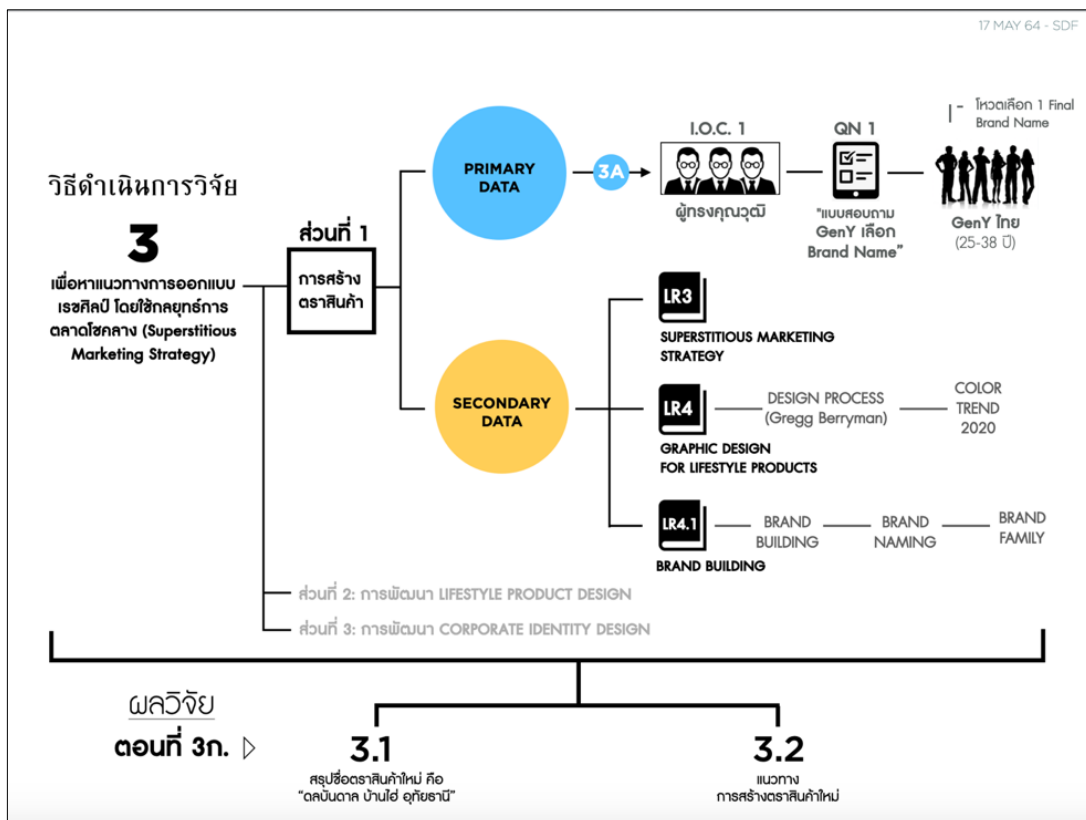 17 MAY 64 - SDF
วิธีดำเนินการวิจัย
3
เพื่อหาแนวทางการออกแบบ
เรขศิลป์ โดยใช้กลยุทธ์การ
ตลาดโชคลาง (Superstitious
Marketing Strategy)
ส่วนที่ 1
การสร้าง
ตราสินค้า
PRIMARY
DATA
3A
I.O.C. 1
ผู้ทรงคุณวุฒิ
QN 1
"แบบสอบถาม
GenY เลือก
Brand Name"
โหวตเลือก 1 Final
Brand Name
GenY ไทย
(25-38 ปี)
SECONDARY
DATA
LR3
SUPERSTITIOUS MARKETING
STRATEGY
LR4
GRAPHIC DESIGN
FOR LIFESTYLE PRODUCTS
DESIGN PROCESS
(Gregg Berryman)
COLOR
TREND
2020
LR4.1
BRAND BUILDING
BRAND
BUILDING
BRAND
NAMING
BRAND
FAMILY
ส่วนที่ 2: การพัฒนา LIFESTYLE PRODUCT DESIGN
ส่วนที่ 3: การพัฒนา CORPORATE IDENTITY DESIGN
ผลวิจัย
ตอนที่ 3ก.
3.1
สรุปชื่อตราสินค้าใหม่ คือ
"ดลบันดาล บ้านไฮ่ อุทัยธานี"
3.2
แนวทาง
การสร้างตราสินค้าใหม่